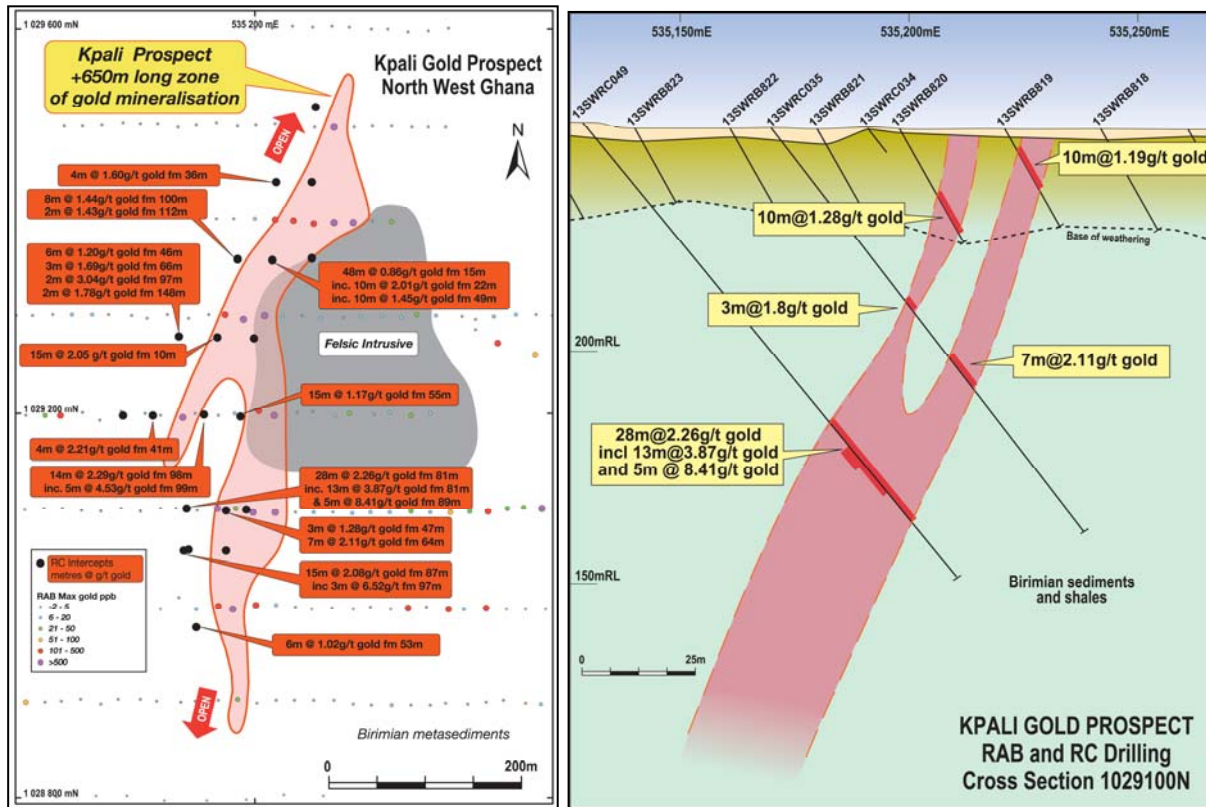 1 029 600 mN
535 200 mE
Kpali Prospect
+650m long zone
of gold mineralisation
Kpali Gold Prospect
North West Ghana
OPEN
N
4m @ 1.60g/t gold fm 36m
8m @ 1.44g/t gold fm 100m
2m @ 1.43g/t gold fm 112m
6m @ 1.20g/t gold fm 46m
3m @ 1.69g/t gold fm 66m
2m @ 3.04g/t gold fm 97m
2m @ 1.78g/t gold fm 148m
48m @ 0.86g/t gold fm 15m
inc. 10m @ 2.01g/t gold fm 22m
inc. 10m @ 1.45g/t gold fm 49m
Felsic Intrusive
15m @ 2.05 g/t gold fm 10m
15m @ 1.17g/t gold fm 55m
1 029 200 mN
4m @ 2.21g/t gold fm 41m
14m @ 2.29g/t gold fm 98m
inc. 5m @ 4.53g/t gold fm 99m
28m @ 2.26g/t gold fm 81m
inc. 13m @ 3.87g/t gold fm 81m
& 5m @ 8.41g/t gold fm 89m
3m @ 1.28g/t gold fm 47m
7m @ 2.11g/t gold fm 64m
15m @ 2.08g/t gold fm 87m
inc 3m @ 6.52g/t gold fm 97m
6m @ 1.02g/t gold fm 53m
RC Intercepts
metres @ g/t gold
RAB Max gold ppb
-2 - 5
6 - 20
21 - 50
51 - 100
101 - 500
>500
OPEN
Birimian metasediments
0 200m
1 028 800 mN
535,150mE 535,200mE 535,250mE
13SWRC049
13SWRB823
13SWRB822
13SWRC035
13SWRB821
13SWRC034
13SWRB820
13SWRB819
13SWRB818
10m@1.19g/t gold
10m@1.28g/t gold
Base of weathering
3m@1.8g/t gold
200mRL
7m@2.11g/t gold
28m@2.26g/t gold
incl 13m@3.87g/t gold
and 5m @ 8.41g/t gold
150mRL
Birimian sediments
and shales
0 25m
KPALI GOLD PROSPECT
RAB and RC Drilling
Cross Section 1029100N